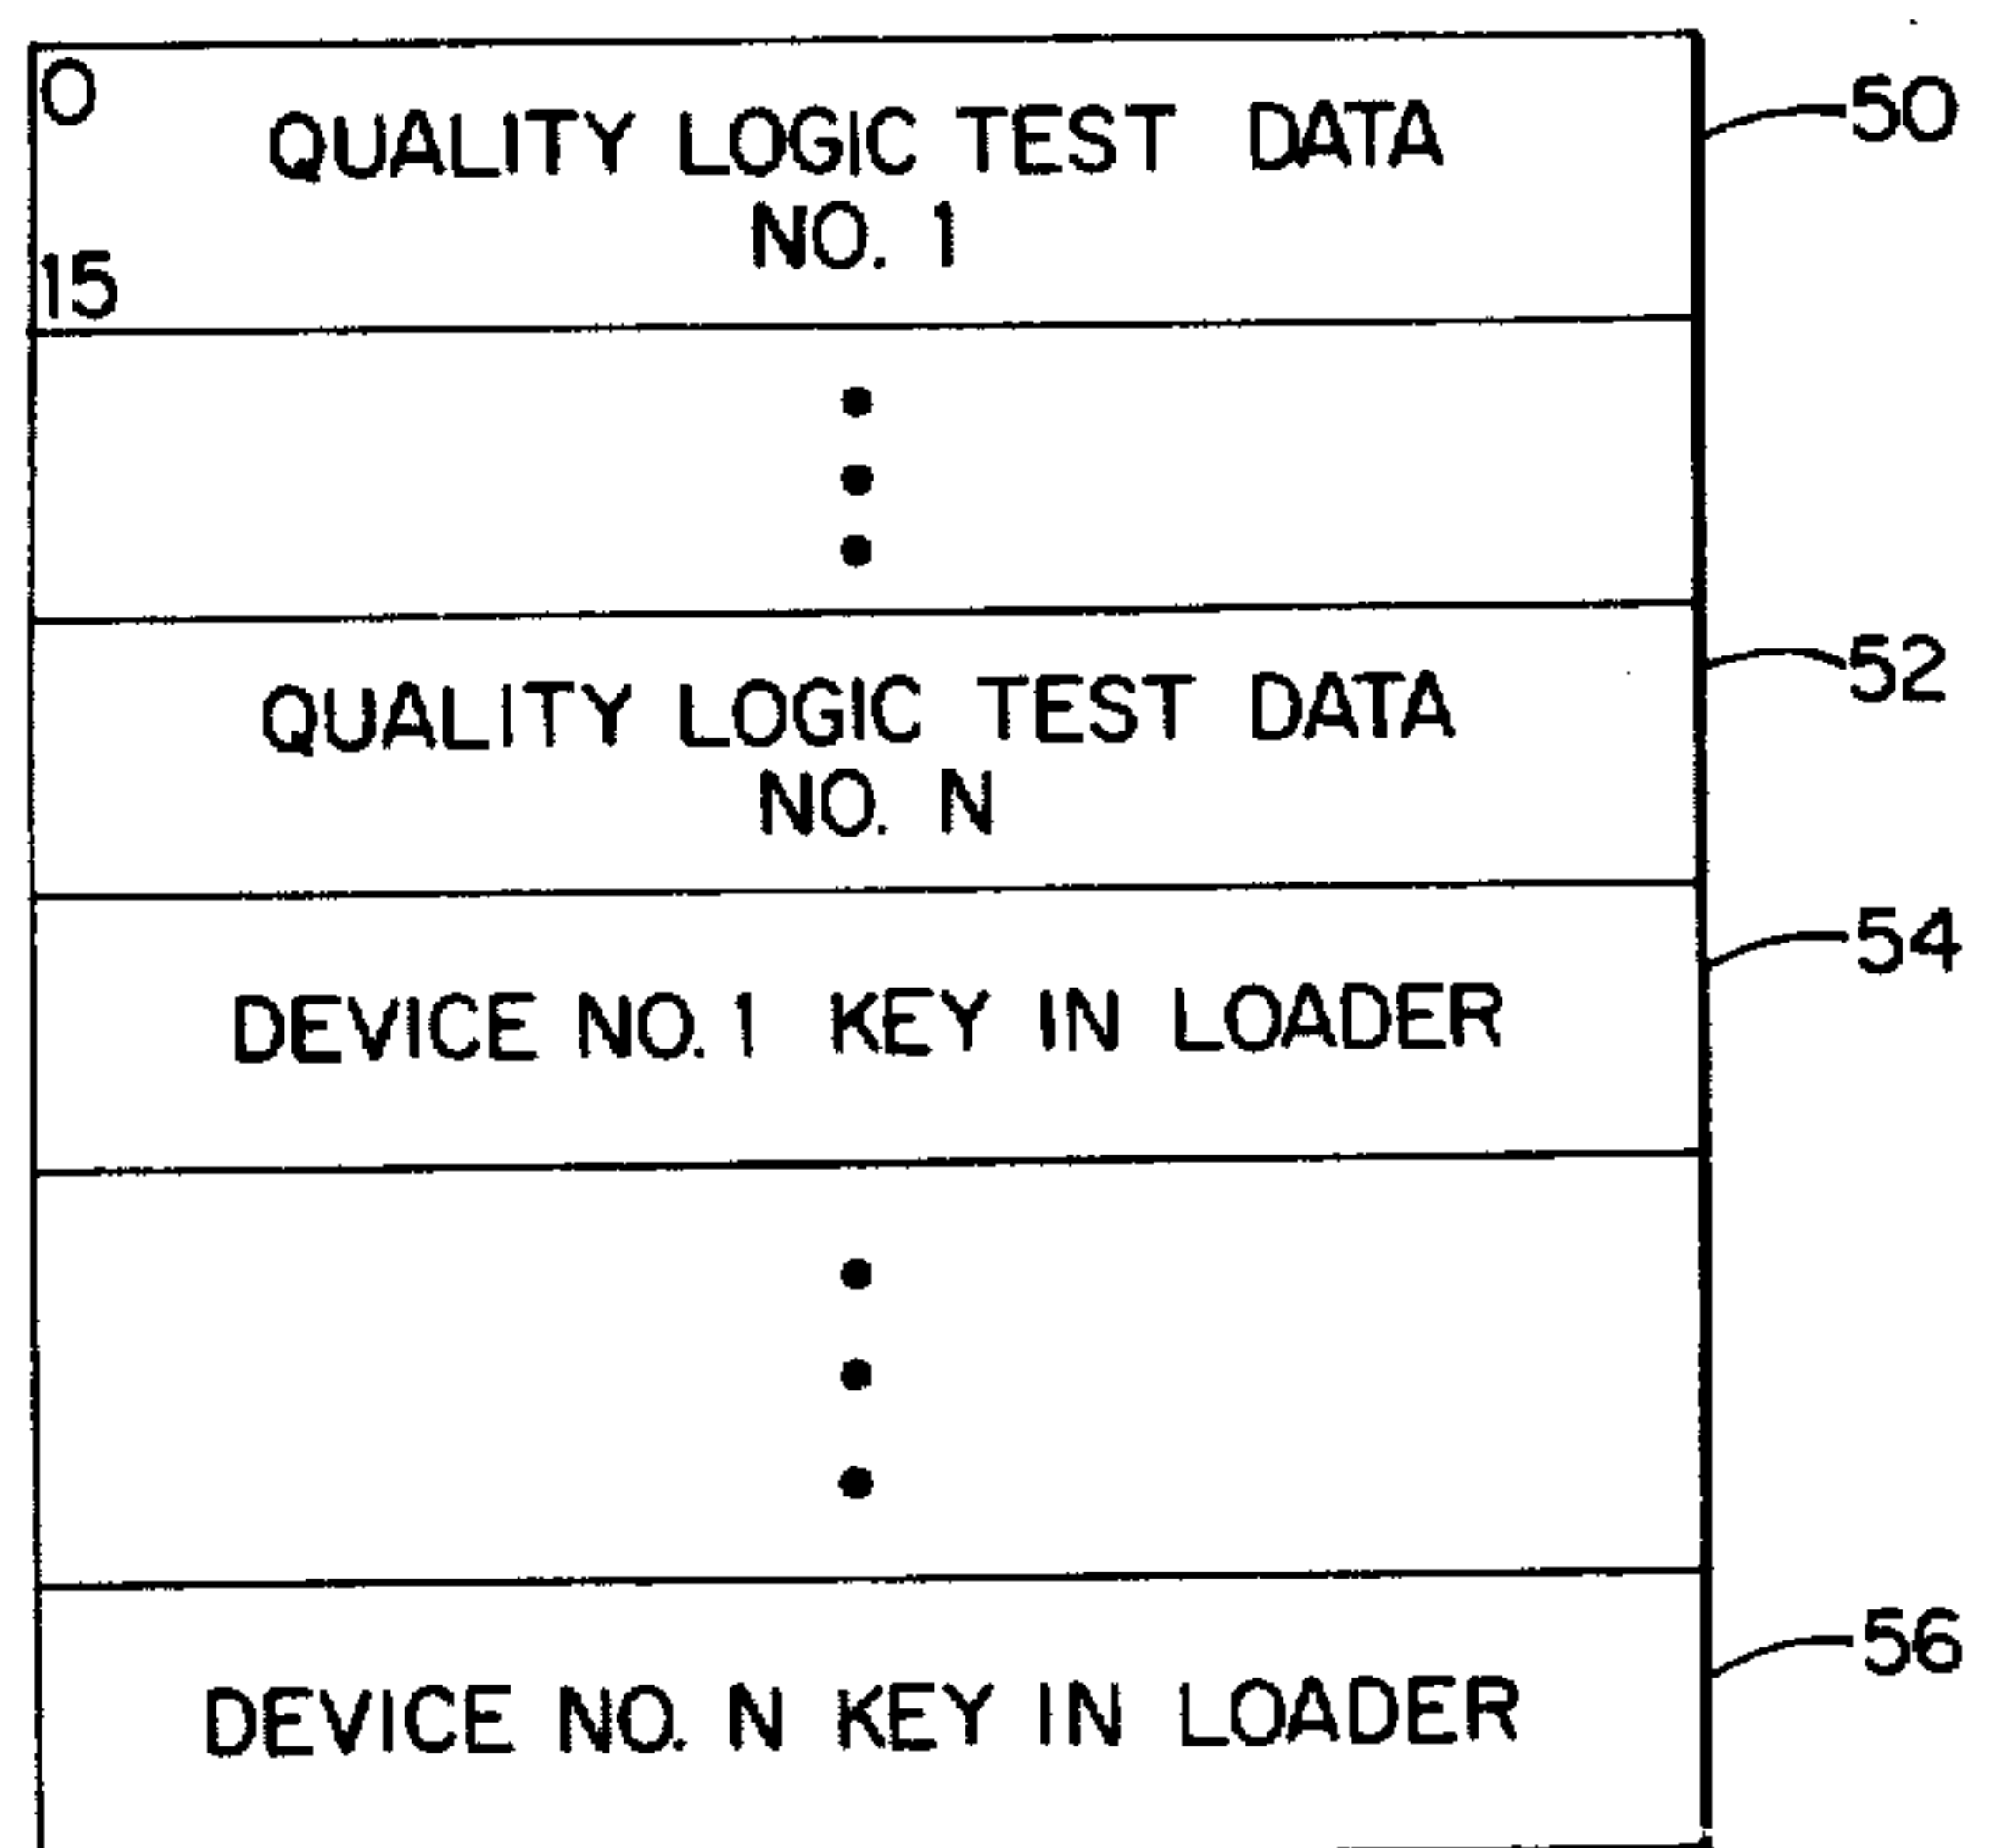 0
QUALITY LOGIC TEST DATA
NO. 1
15
50
QUALITY LOGIC TEST DATA
NO. N
52
DEVICE NO. 1 KEY IN LOADER
54
DEVICE NO. N KEY IN LOADER
56